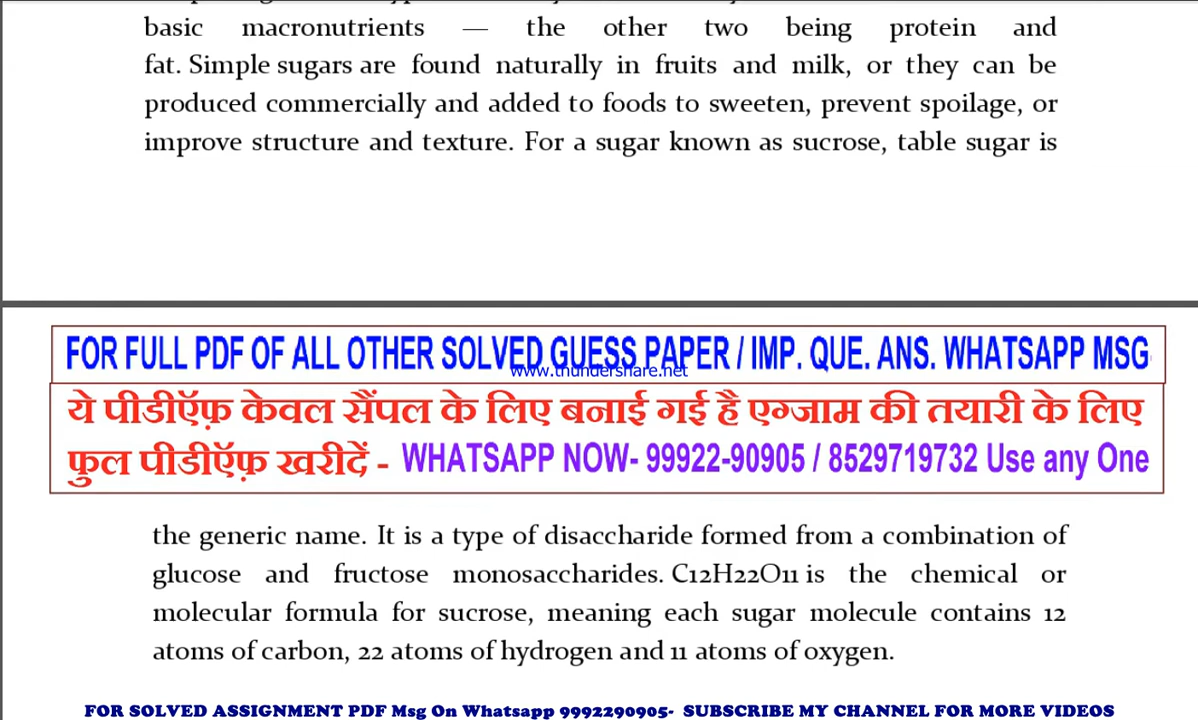 basic macronutrients — the other two being protein and
fat. Simple sugars are found naturally in fruits and milk, or they can be
produced commercially and added to foods to sweeten, prevent spoilage, or
improve structure and texture. For a sugar known as sucrose, table sugar is
FOR FULL PDF OF ALL OTHER SOLVED GUESS PAPER / IMP. QUE. ANS. WHATSAPP MSG
www.thundershare.net
ये पीडीऍफ़ केवल सैंपल के लिए बनाई गई है एग्जाम की तयारी के लिए
फुल पीडीऍफ़ खरीदें - WHATSAPP NOW- 99922-90905 / 8529719732 Use any One
the generic name. It is a type of disaccharide formed from a combination of
glucose and fructose monosaccharides. C12H22O11 is the chemical or
molecular formula for sucrose, meaning each sugar molecule contains 12
atoms of carbon, 22 atoms of hydrogen and 11 atoms of oxygen.
FOR SOLVED ASSIGNMENT PDF Msg On Whatsapp 9992290905- SUBSCRIBE MY CHANNEL FOR MORE VIDEOS